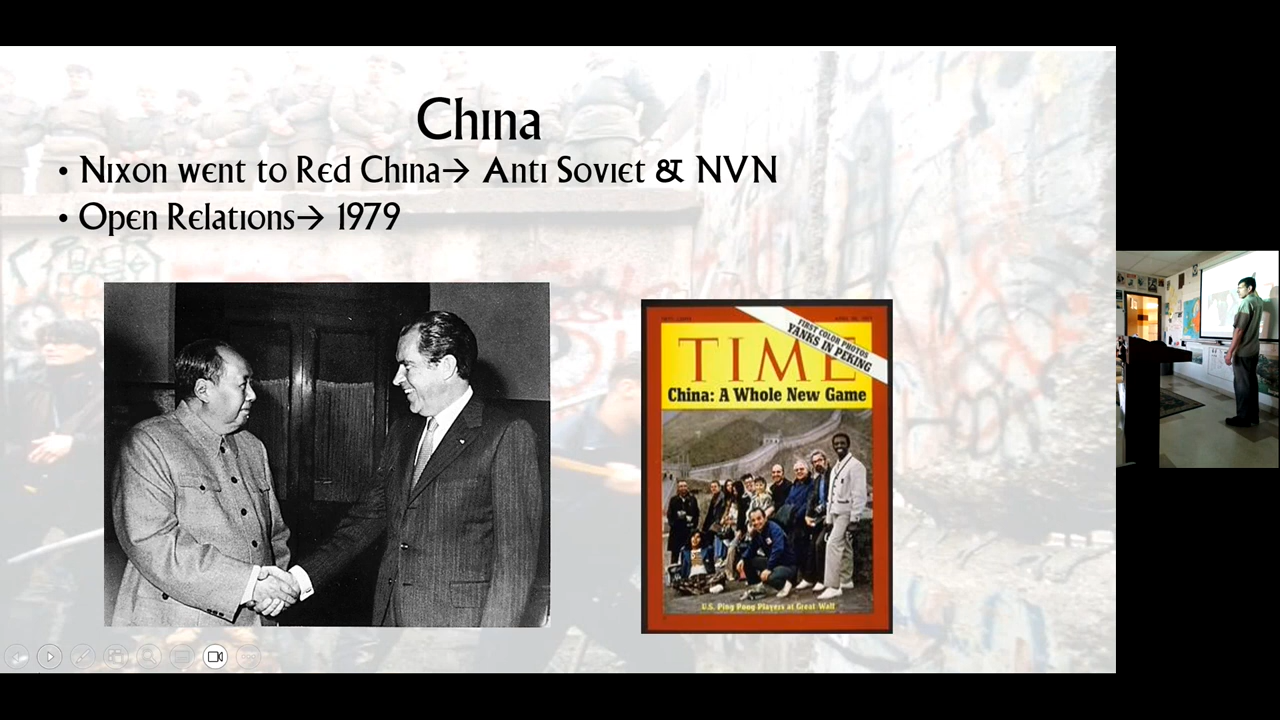 China
• Nixon went to Red China→ Anti Soviet & NVN
• Open Relations→ 1979
FIRST COLOR PHOTOS
YANKS IN PEKING
TIME
China: A Whole New Game
U.S. Ping Pong Players at Great Wall